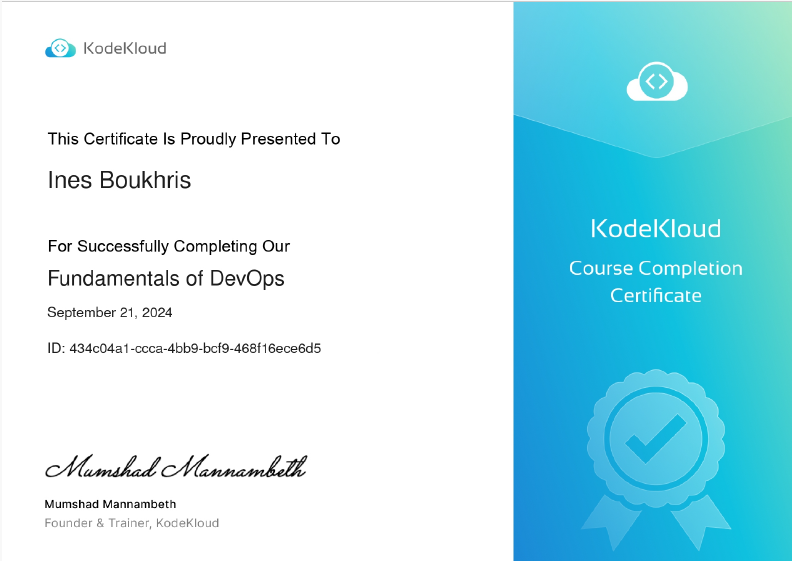 KodeKloud
This Certificate Is Proudly Presented To
Ines Boukhris
For Successfully Completing Our
Fundamentals of DevOps
September 21, 2024
ID: 434c04a1-ccca-4bb9-bcf9-468f16ece6d5
Mumshad Mannambeth
Mumshad Mannambeth
Founder & Trainer, KodeKloud
KodeKloud
Course Completion
Certificate